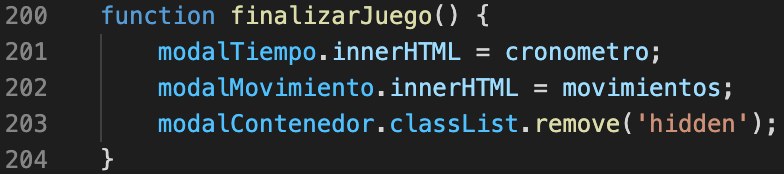 200 function finalizarJuego() {
201 modalTiempo.innerHTML = cronometro;
202 modalMovimiento.innerHTML = movimientos;
203 modalContenedor.classList.remove('hidden');
204 }